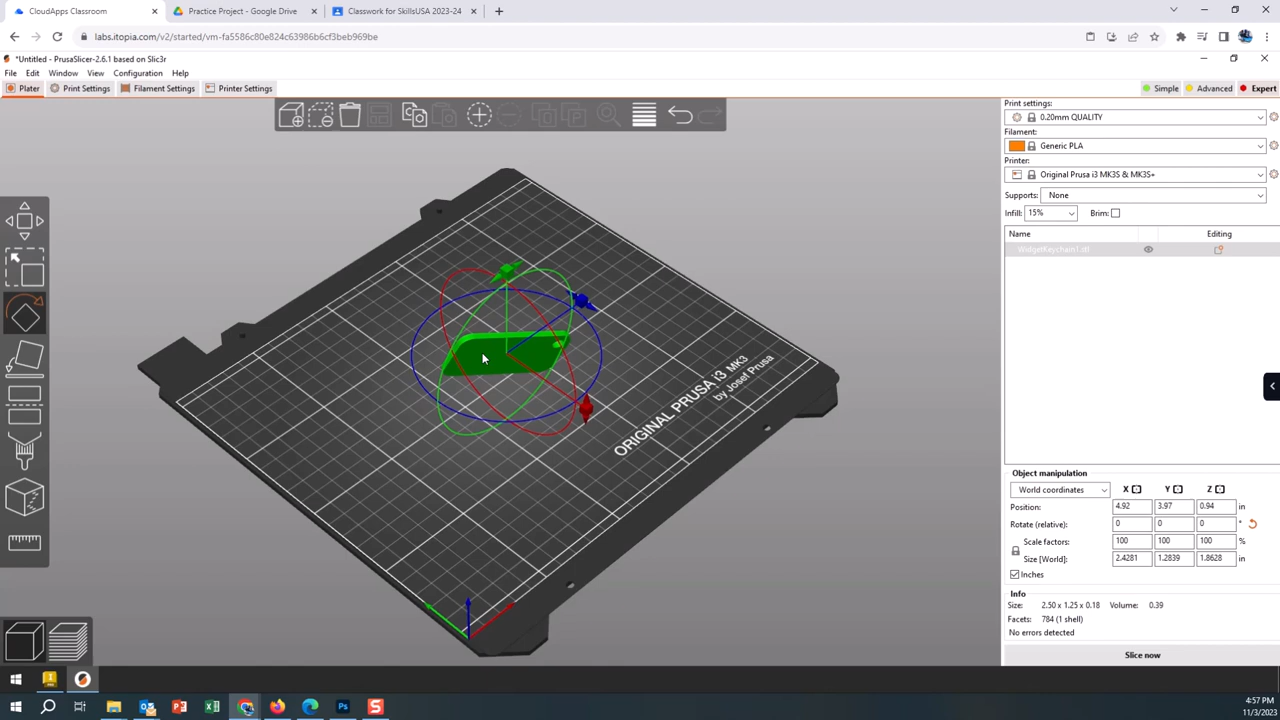 CloudApps Classroom
Practice Project - Google Drive
Classwork for SkillsUSA 2023-24
labs.itopia.com/v2/started/vm-fa5586c80e824c63986b6cf3beb969be
*Untitled - PrusaSlicer-2.6.1 based on Slic3r
File Edit Window View Configuration Help
Plater Print Settings Filament Settings Printer Settings Simple Advanced Expert
Print settings:
0.20mm QUALITY
Filament:
Generic PLA
Printer:
Original Prusa i3 MK3S & MK3S+
Supports: None
Infill: 15% Brim:
Name Editing
WidgetKeychain1.stl
ORIGINAL PRUSA i3 MK3
by Josef Prusa
Object manipulation
World coordinates X Y Z
Position: 4.92 3.97 0.94 in
Rotate (relative): 0 0 0 °
Scale factors: 100 100 100 %
Size [World]: 2.4281 1.2839 1.8628 in
Inches
Info
Size: 2.50 x 1.25 x 0.18 Volume: 0.39
Facets: 784 (1 shell)
No errors detected
Slice now
4:57 PM
11/3/2023